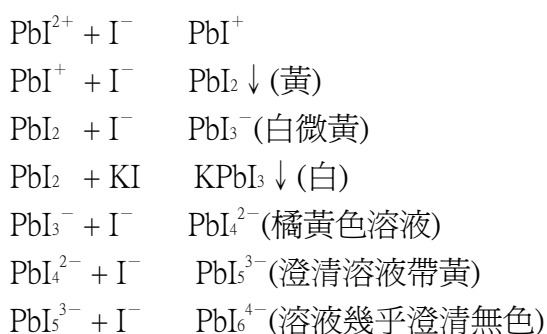 PbI²⁺ + I⁻ PbI⁺
PbI⁺ + I⁻ PbI₂↓(黃)
PbI₂ + I⁻ PbI₃⁻(白微黃)
PbI₂ + KI KPbI₃↓(白)
PbI₃⁻ + I⁻ PbI₄²⁻(橘黃色溶液)
PbI₄²⁻ + I⁻ PbI₅³⁻(澄清溶液帶黃)
PbI₅³⁻ + I⁻ PbI₆⁴⁻(溶液幾乎澄清無色)